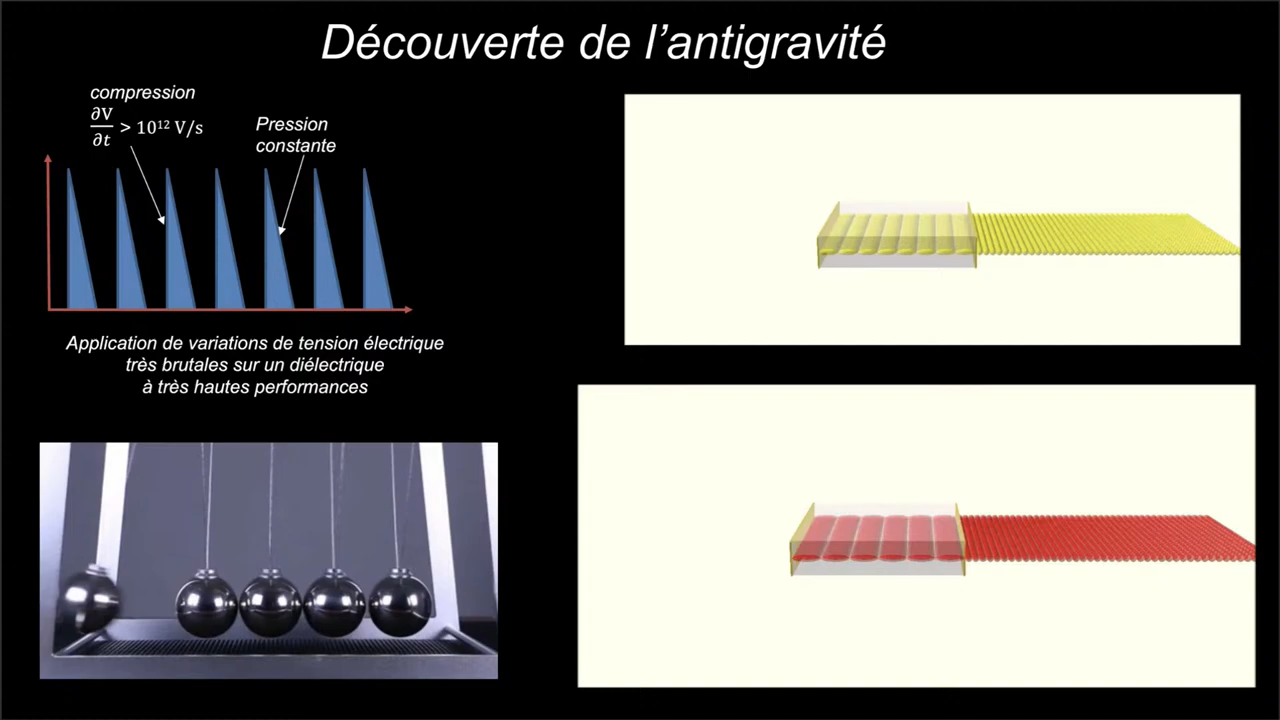 Découverte de l’antigravité
compression
∂V
∂t
> 10¹² V/s
Pression
constante
Application de variations de tension électrique
très brutales sur un diélectrique
à très hautes performances